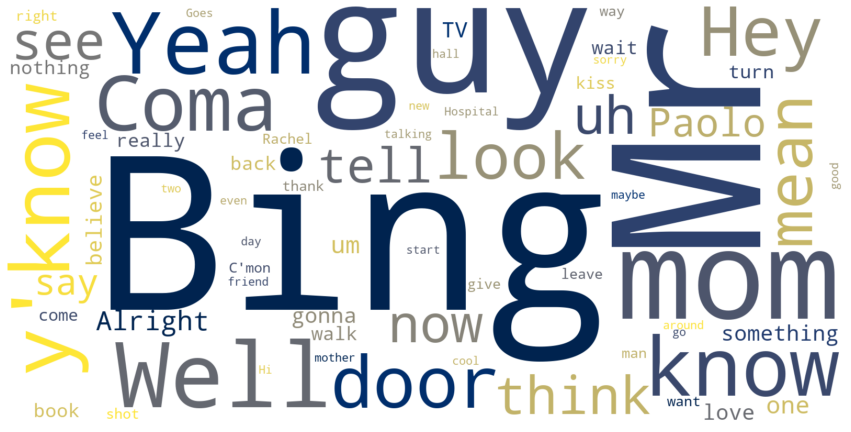 right
Goes
way
see
Yeah
guy
TV
hall
wait
sorry
Hey
nothing
turn
kiss
Coma
new
Hospital
uh
Mr
Paolo
y'know
feel
really
Rachel
talking
look
mean
back
tell
thank
believe
Bing
two
even
maybe
good
day
um
start
C'mon
friend
give
leave
mom
say
come
Alright
gonna
walk
now
around
go
something
Well
mother
door
Hi
cool
man
know
think
want
love
one
book
shot